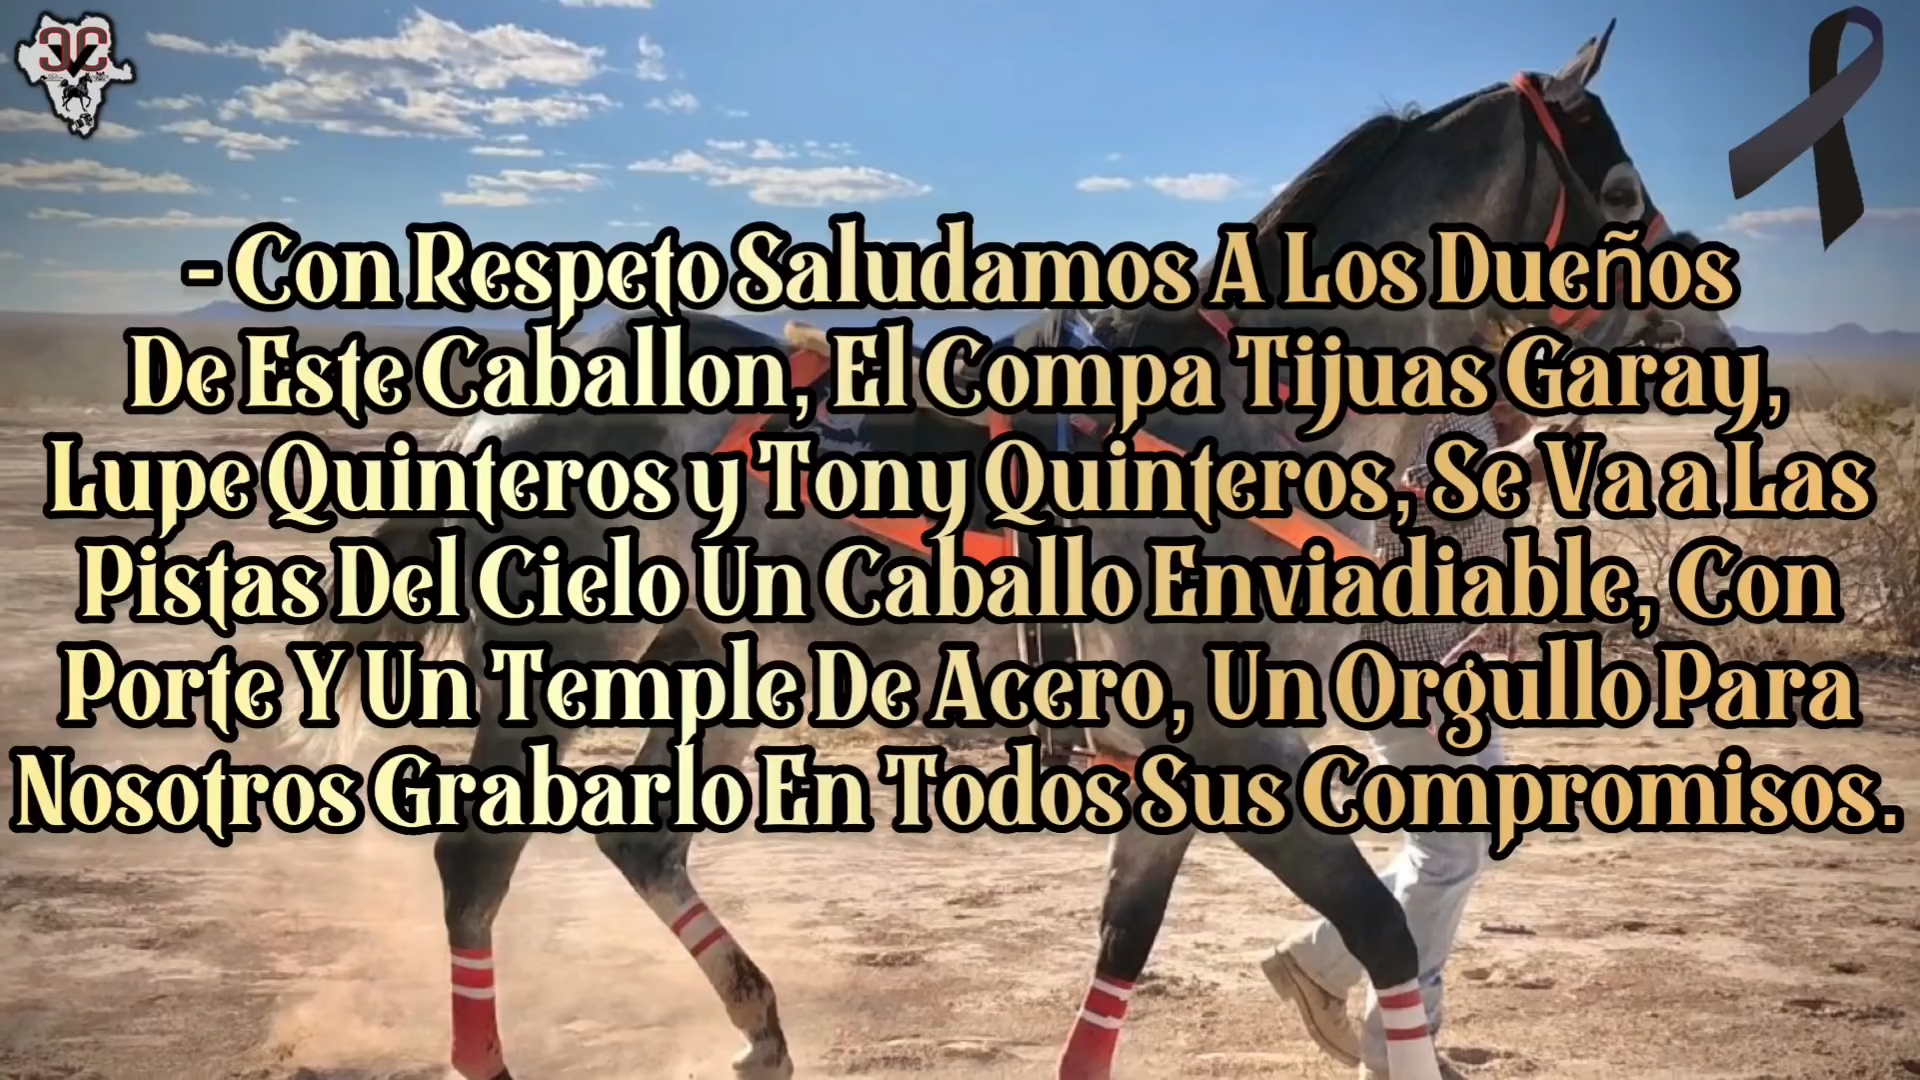 - Con Respeto Saludamos A Los Dueños
De Este Caballon, El Compa Tijuas Garay,
Lupe Quinteros y Tony Quinteros, Se Va a Las
Pistas Del Cielo Un Caballo Enviadiable, Con
Porte Y Un Temple De Acero, Un Orgullo Para
Nosotros Grabarlo En Todos Sus Compromisos.